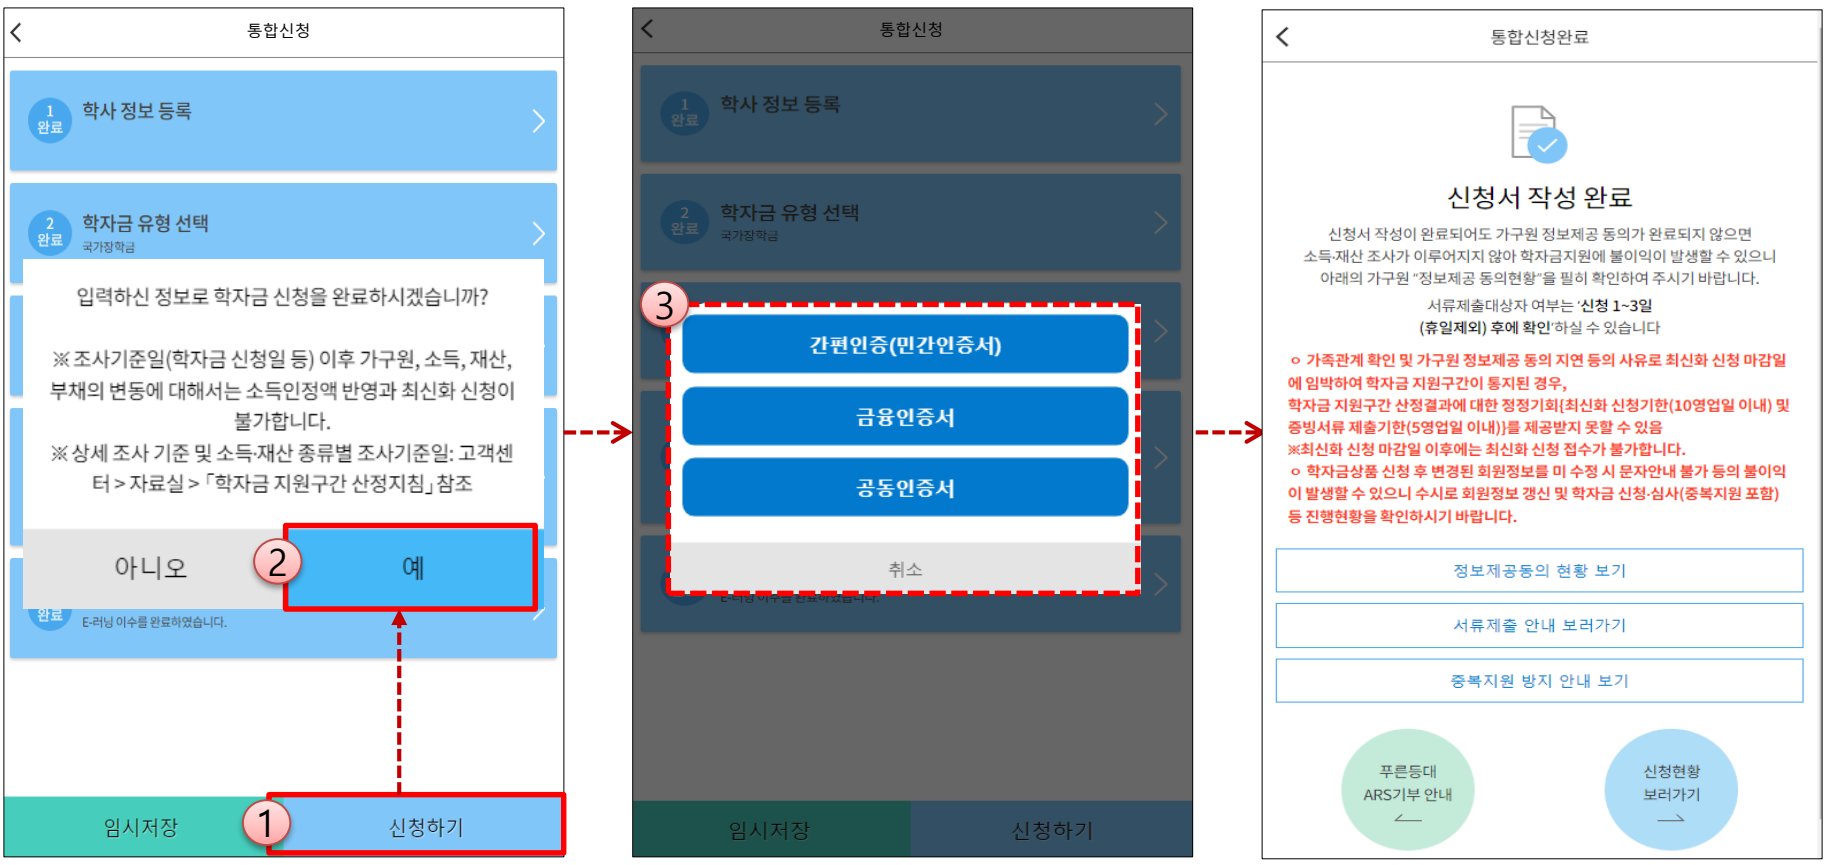 통합신청
1
완료
학사 정보 등록
2
완료
학자금 유형 선택
국가장학금
입력하신 정보로 학자금 신청을 완료하시겠습니까?
※ 조사기준일(학자금 신청일 등) 이후 가구원, 소득, 재산,
부채의 변동에 대해서는 소득인정액 반영과 최신화 신청이
불가합니다.
※ 상세 조사 기준 및 소득·재산 종류별 조사기준일: 고객센
터 > 자료실 > 「학자금 지원구간 산정지침」 참조
아니오
2
예
완료
E-러닝 이수를 완료하였습니다.
임시저장
1
신청하기
통합신청
1
완료
학사 정보 등록
2
완료
학자금 유형 선택
국가장학금
3
간편인증(민간인증서)
금융인증서
공동인증서
취소
E-러닝 이수를 완료하였습니다.
임시저장
신청하기
통합신청완료
신청서 작성 완료
신청서 작성이 완료되어도 가구원 정보제공 동의가 완료되지 않으면
소득·재산 조사가 이루어지지 않아 학자금지원에 불이익이 발생할 수 있으니
아래의 가구원 “정보제공 동의현황”을 필히 확인하여 주시기 바랍니다.
서류제출대상자 여부는 '신청 1~3일
(휴일제외) 후에 확인'하실 수 있습니다
ㅇ 가족관계 확인 및 가구원 정보제공 동의 지연 등의 사유로 최신화 신청 마감일
에 임박하여 학자금 지원구간이 통지된 경우,
학자금 지원구간 산정결과에 대한 정정기회{최신화 신청기한(10영업일 이내) 및
증빙서류 제출기한(5영업일 이내)}를 제공받지 못할 수 있음
※최신화 신청 마감일 이후에는 최신화 신청 접수가 불가합니다.
ㅇ 학자금상품 신청 후 변경된 회원정보를 미 수정 시 문자안내 불가 등의 불이익
이 발생할 수 있으니 수시로 회원정보 갱신 및 학자금 신청·심사(중복지원 포함)
등 진행현황을 확인하시기 바랍니다.
정보제공동의 현황 보기
서류제출 안내 보러가기
중복지원 방지 안내 보기
푸른등대
ARS기부 안내
신청현황
보러가기